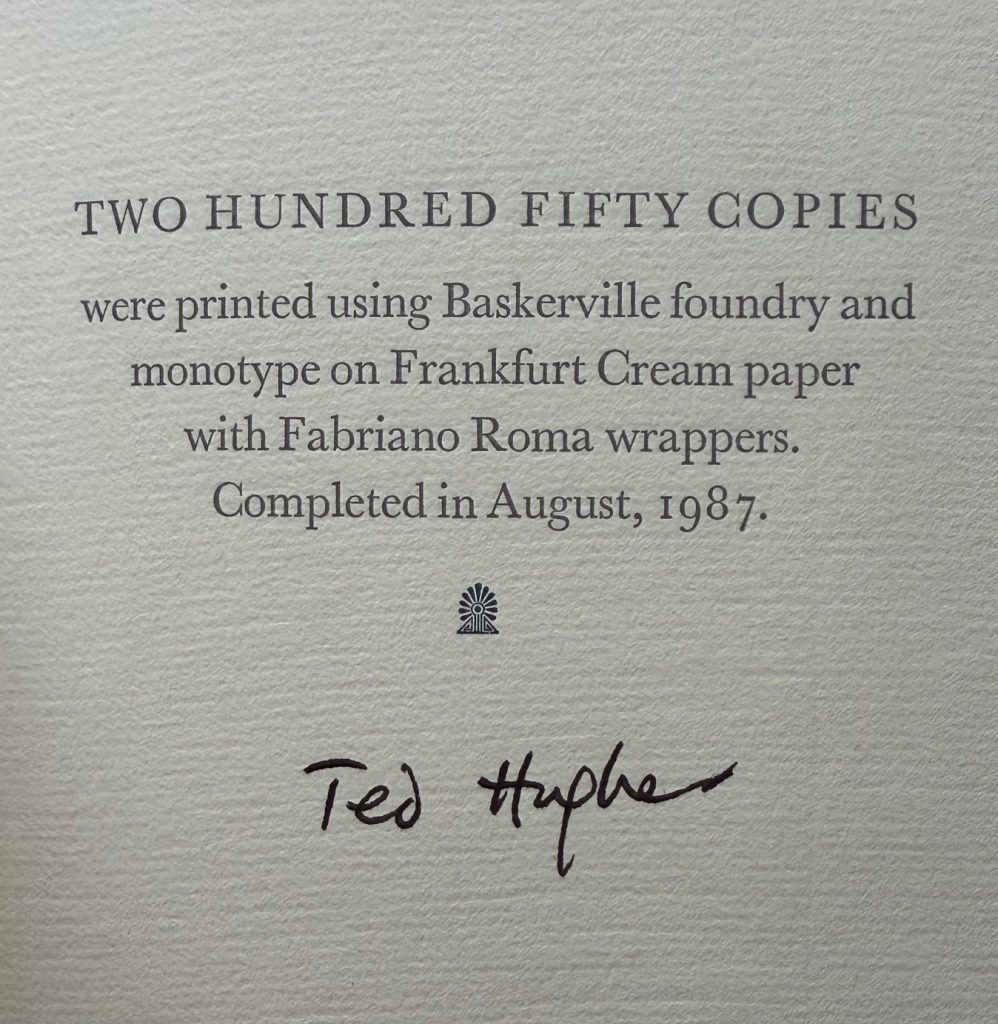 TWO HUNDRED FIFTY COPIES
were printed using Baskerville foundry and
monotype on Frankfurt Cream paper
with Fabriano Roma wrappers.
Completed in August, 1987.
Ted Hughes